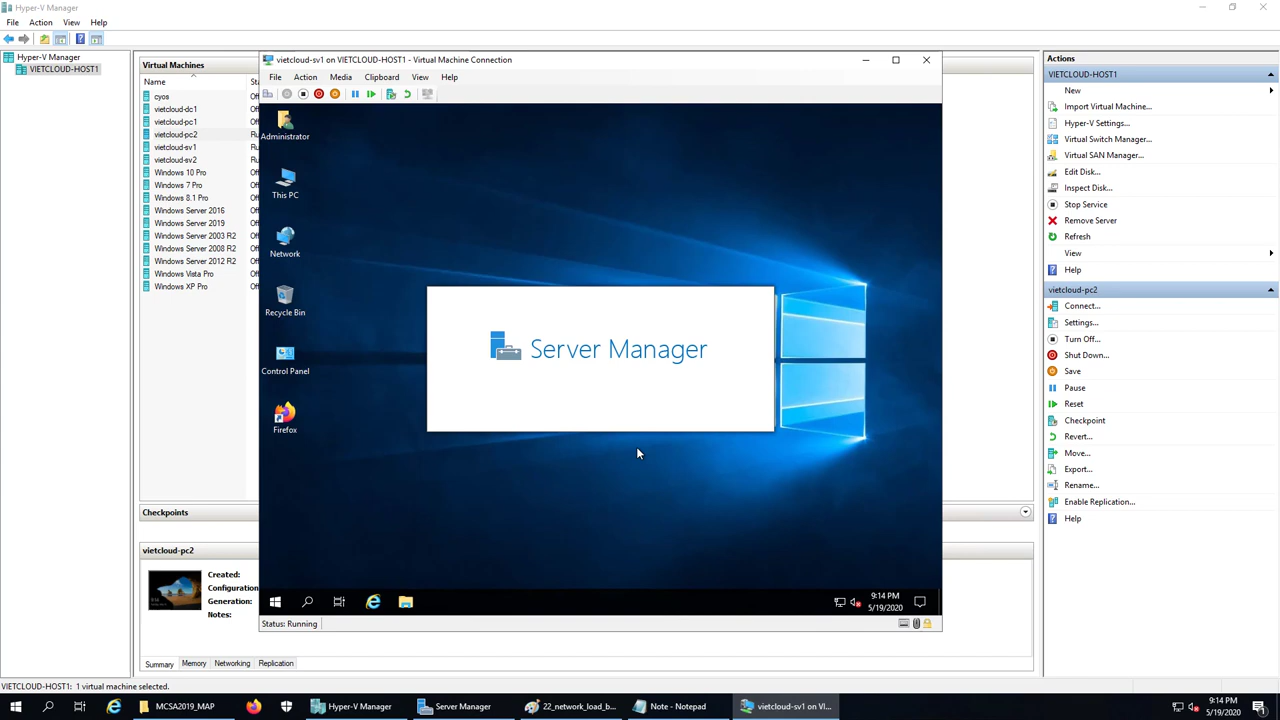 Hyper-V Manager
File Action View Help
Hyper-V Manager
VIETCLOUD-HOST1
Virtual Machines
Name
cyos
vietcloud-dc1
vietcloud-pc1
vietcloud-pc2
vietcloud-sv1
vietcloud-sv2
Windows 10 Pro
Windows 7 Pro
Windows 8.1 Pro
Windows Server 2016
Windows Server 2019
Windows Server 2003 R2
Windows Server 2008 R2
Windows Server 2012 R2
Windows Vista Pro
Windows XP Pro
Checkpoints
vietcloud-pc2
Created:
Configuration
Generation:
Notes:
Summary Memory Networking Replication
vietcloud-sv1 on VIETCLOUD-HOST1 - Virtual Machine Connection
File Action Media Clipboard View Help
Administrator
This PC
Network
Recycle Bin
Control Panel
Firefox
Server Manager
9:14 PM
5/19/2020
Status: Running
Actions
VIETCLOUD-HOST1
New
Import Virtual Machine...
Hyper-V Settings...
Virtual Switch Manager...
Virtual SAN Manager...
Edit Disk...
Inspect Disk...
Stop Service
Remove Server
Refresh
View
Help
vietcloud-pc2
Connect...
Settings...
Turn Off...
Shut Down...
Save
Pause
Reset
Checkpoint
Revert...
Move...
Export...
Rename...
Enable Replication...
Help
VIETCLOUD-HOST1: 1 virtual machine selected.
MCSA2019_MAP Hyper-V Manager Server Manager 22_network_load_b... Note - Notepad vietcloud-sv1 on VI...
9:14 PM
5/19/2020